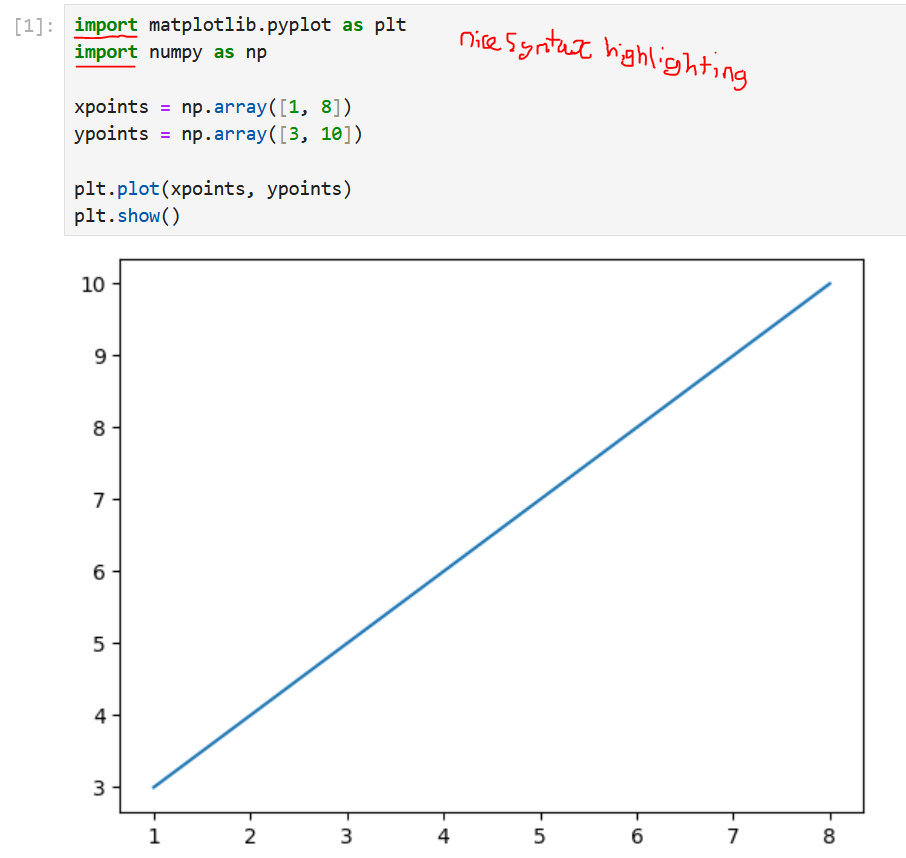 [1]: import matplotlib.pyplot as plt
import numpy as np
nice Syntax highlighting
xpoints = np.array([1, 8])
ypoints = np.array([3, 10])
plt.plot(xpoints, ypoints)
plt.show()
10
9
8
7
6
5
4
3
1 2 3 4 5 6 7 8